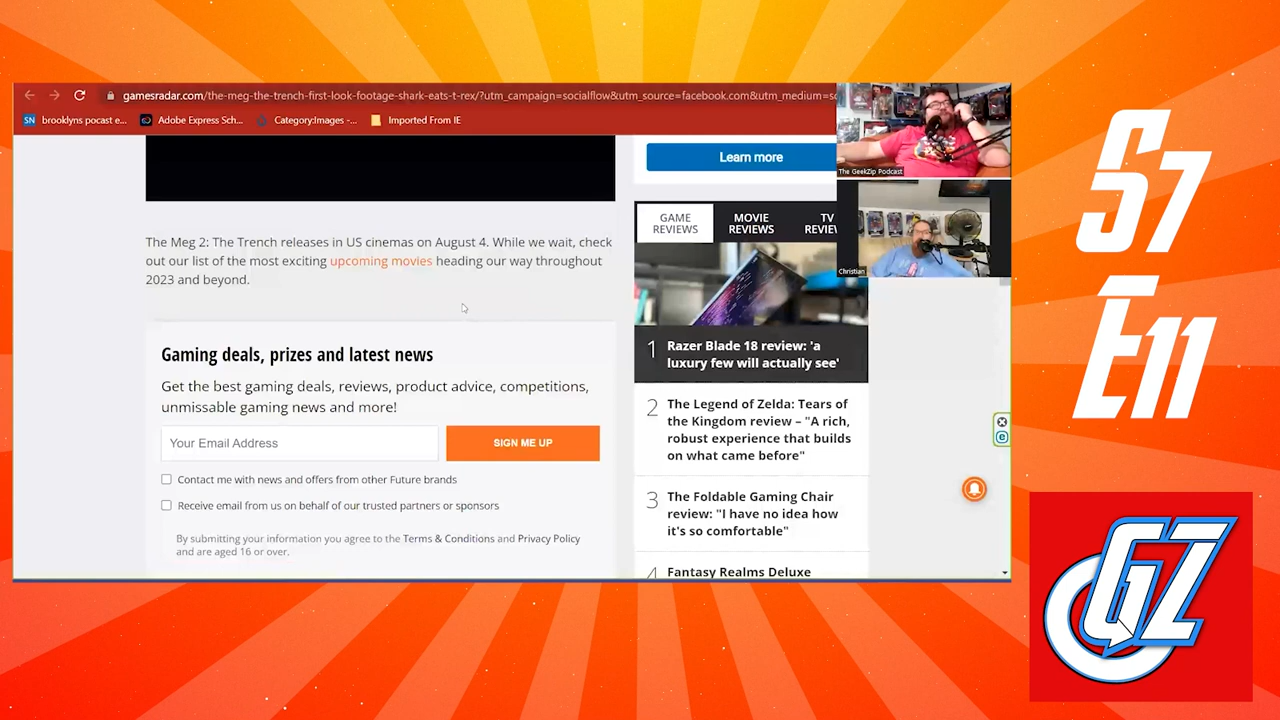 gamesradar.com/the-meg-the-trench-first-look-footage-shark-eats-t-rex/?utm_campaign=socialflow&utm_source=facebook.com&utm_medium=sc
SN brooklyns pocast e...
Adobe Express Sch...
Category:Images -...
Imported From IE
Learn more
The GeekZip Podcast
Christian
GAME
REVIEWS
MOVIE
REVIEWS
TV
REVIEW
The Meg 2: The Trench releases in US cinemas on August 4. While we wait, check
out our list of the most exciting upcoming movies heading our way throughout
2023 and beyond.
Gaming deals, prizes and latest news
Get the best gaming deals, reviews, product advice, competitions,
unmissable gaming news and more!
Your Email Address
SIGN ME UP
Contact me with news and offers from other Future brands
Receive email from us on behalf of our trusted partners or sponsors
By submitting your information you agree to the Terms & Conditions and Privacy Policy
and are aged 16 or over.
1 Razer Blade 18 review: 'a
luxury few will actually see'
2 The Legend of Zelda: Tears of
the Kingdom review – "A rich,
robust experience that builds
on what came before"
3 The Foldable Gaming Chair
review: "I have no idea how
it's so comfortable"
4 Fantasy Realms Deluxe
S7
E11
GZ